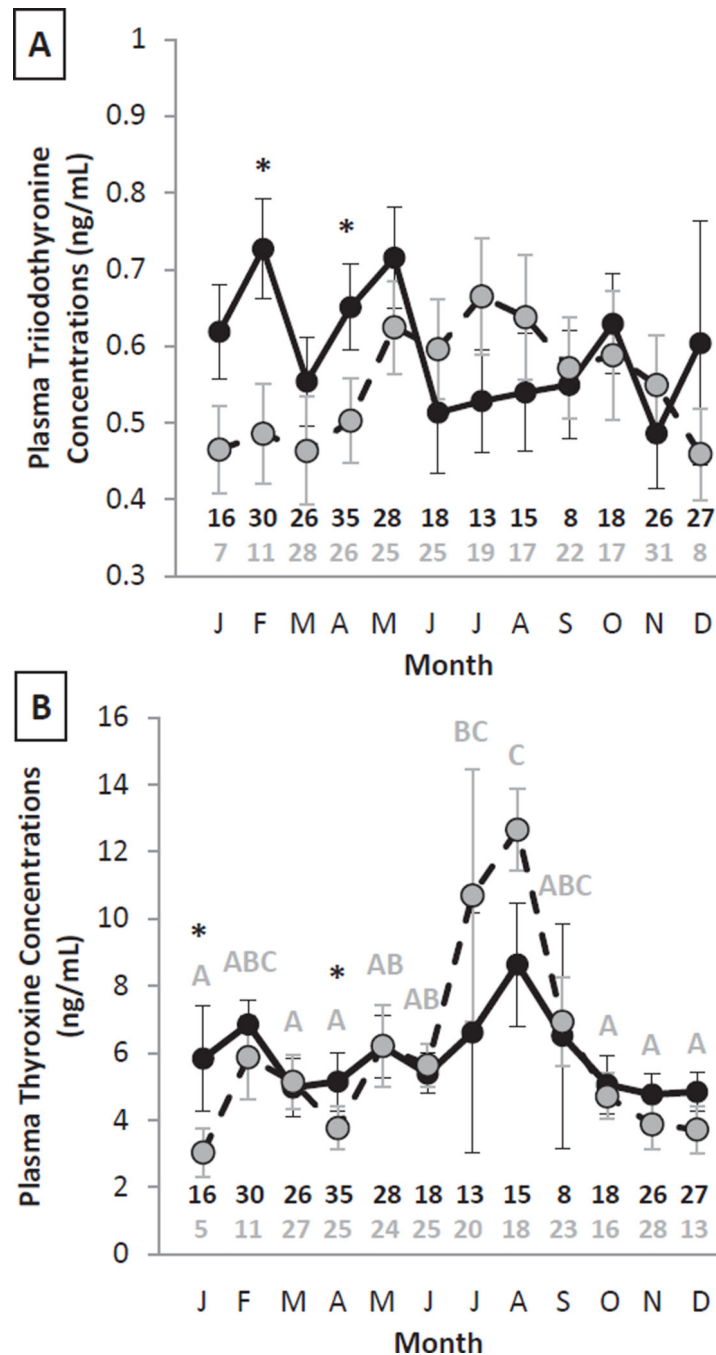 A
Plasma Triiodothyronine
Concentrations (ng/mL)
1
0.9
0.8
0.7
0.6
0.5
0.4
0.3
* *
16 30 26 35 28 18 13 15 8 18 26 27
7 11 28 26 25 25 19 17 22 17 31 8
J F M A M J J A S O N D
Month
B
Plasma Thyroxine Concentrations
(ng/mL)
16
14
12
10
8
6
4
2
0
* *
A ABC A A AB AB BC C ABC A A A
16 30 26 35 28 18 13 15 8 18 26 27
5 11 27 25 24 25 20 18 23 16 28 13
J F M A M J J A S O N D
Month